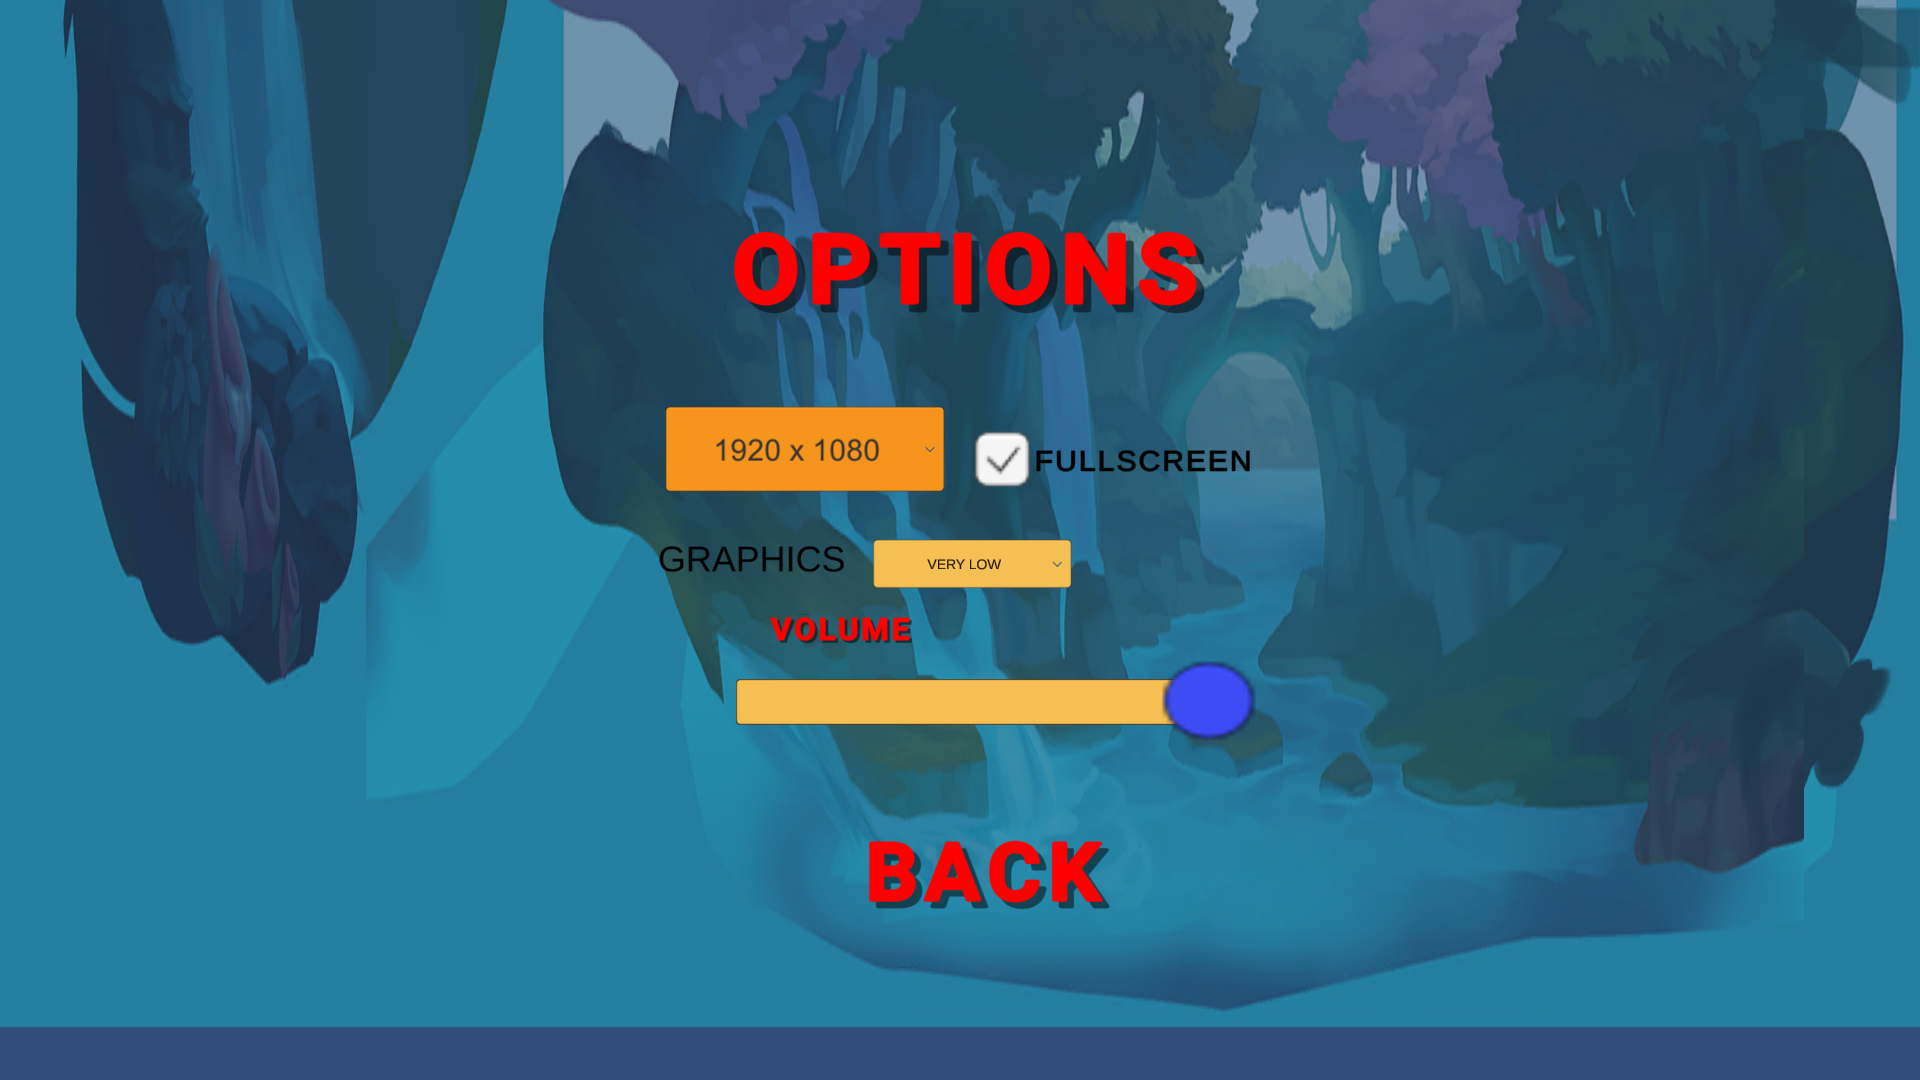 OPTIONS
1920 x 1080
FULLSCREEN
GRAPHICS
VERY LOW
VOLUME
BACK